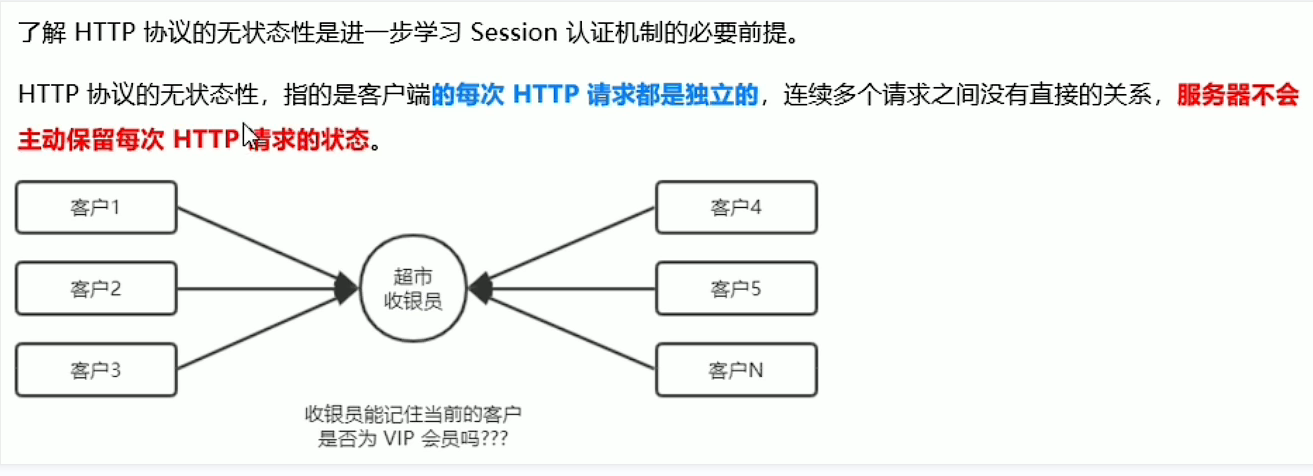 了解 HTTP 协议的无状态性是进一步学习 Session 认证机制的必要前提。
HTTP 协议的无状态性，指的是客户端的每次 HTTP 请求都是独立的，连续多个请求之间没有直接的关系，服务器不会
主动保留每次 HTTP 请求的状态。
客户1
客户4
超市
收银员
客户2
客户5
客户3
客户N
收银员能记住当前的客户
是否为 VIP 会员吗???